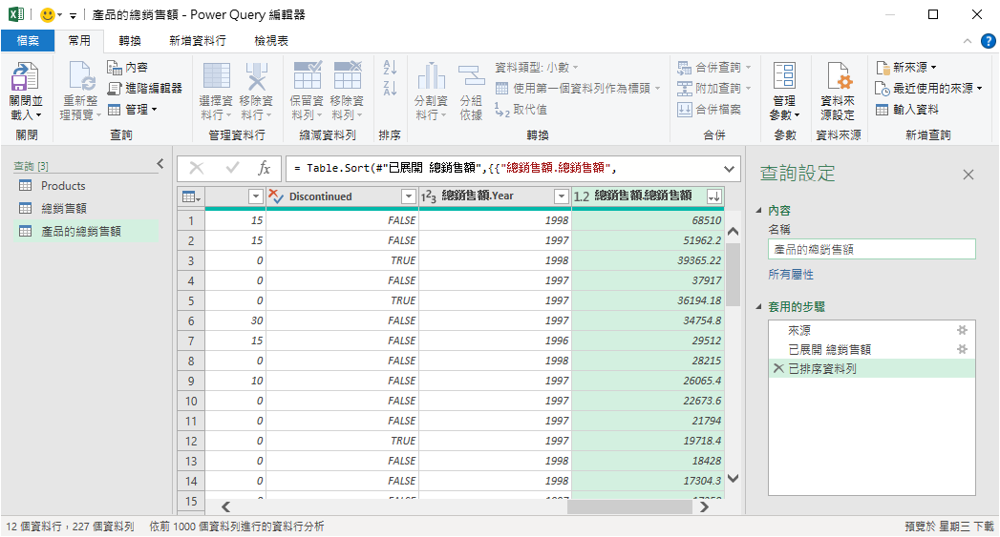 產品的總銷售額 - Power Query 編輯器
檔案 常用 轉換 新增資料行 檢視表
關閉並載入
關閉
重新整理預覽
內容
進階編輯器
管理
查詢
選擇資料行
移除資料行
管理資料行
保留資料列
移除資料列
縮減資料列
排序
分割資料行
分組依據
資料類型: 小數
使用第一個資料列作為標頭
取代值
轉換
合併查詢
附加查詢
合併檔案
合併
管理參數
參數
資料來源設定
資料來源
新來源
最近使用的來源
輸入資料
新增查詢
查詢 [3]
Products
總銷售額
產品的總銷售額
fx = Table.Sort(#"已展開 總銷售額",{{"總銷售額.總銷售額",
Discontinued 總銷售額.Year 1.2 總銷售額.總銷售額
1 15 FALSE 1998 68510
2 15 FALSE 1997 51962.2
3 0 TRUE 1998 39365.22
4 0 FALSE 1997 37917
5 0 TRUE 1997 36194.18
6 30 FALSE 1997 34754.8
7 15 FALSE 1996 29512
8 0 FALSE 1998 28215
9 10 FALSE 1997 26065.4
10 0 FALSE 1997 22673.6
11 0 FALSE 1997 21794
12 0 TRUE 1997 19718.4
13 0 FALSE 1998 18428
14 0 FALSE 1998 17304.3
15
查詢設定
內容
名稱
產品的總銷售額
所有屬性
套用的步驟
來源
已展開 總銷售額
已排序資料列
12 個資料行，227 個資料列 依前 1000 個資料列進行的資料行分析 預覽於 星期三 下載